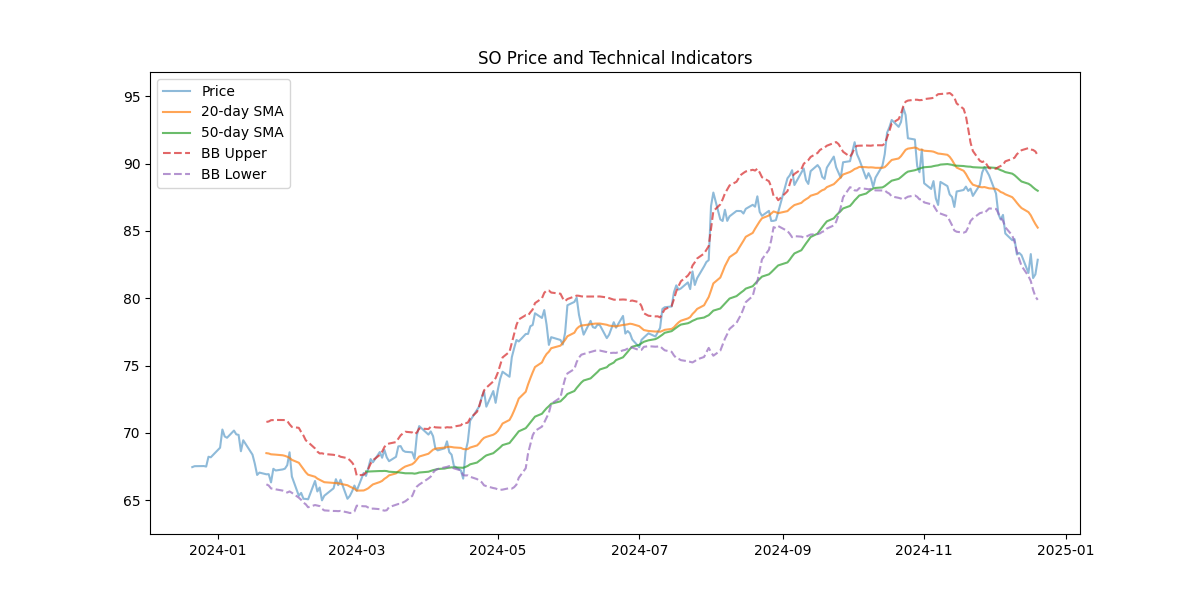 SO Price and Technical Indicators
Price
20-day SMA
50-day SMA
BB Upper
BB Lower
95
90
85
80
75
70
65
2024-01
2024-03
2024-05
2024-07
2024-09
2024-11
2025-01